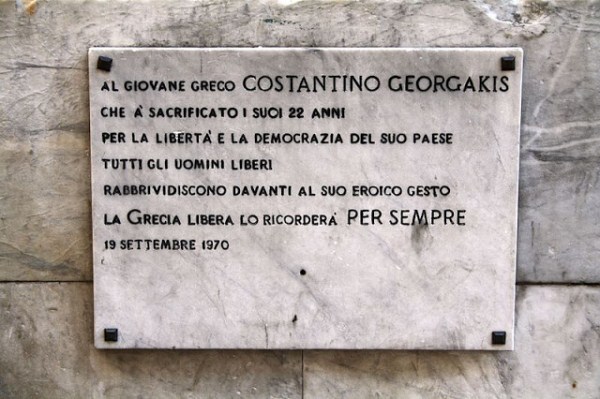 AL GIOVANE GRECO COSTANTINO GEORGAKIS
CHE À SACRIFICATO I SUOI 22 ANNI
PER LA LIBERTÀ E LA DEMOCRAZIA DEL SUO PAESE
TUTTI GLI UOMINI LIBERI
RABBRIVIDISCONO DAVANTI AL SUO EROICO GESTO
LA GRECIA LIBERA LO RICORDERÀ PER SEMPRE
19 SETTEMBRE 1970